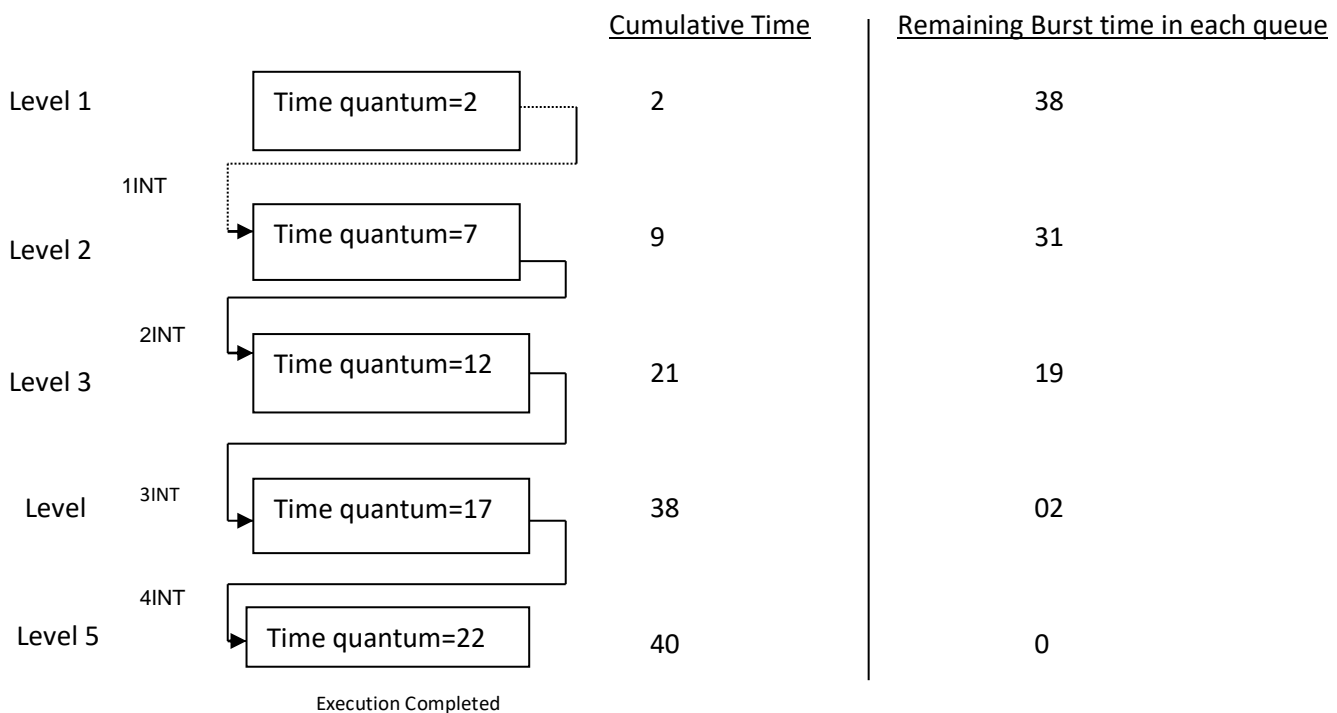 Cumulative Time Remaining Burst time in each queue
Level 1 Time quantum=2 2 38
1INT
Level 2 Time quantum=7 9 31
2INT
Level 3 Time quantum=12 21 19
Level 3INT Time quantum=17 38 02
4INT
Level 5 Time quantum=22 40 0
Execution Completed